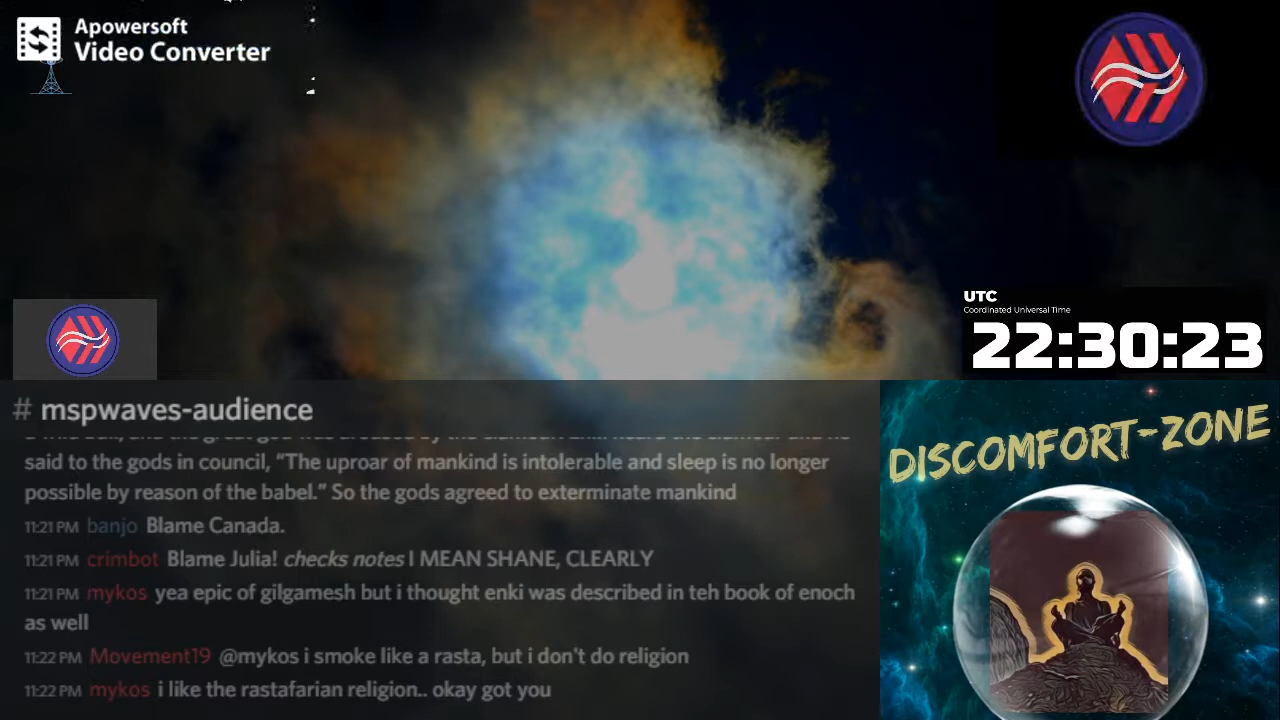 Apowersoft
Video Converter
UTC
Coordinated Universal Time
22:30:23
# mspwaves-audience
said to the gods in council, “The uproar of mankind is intolerable and sleep is no longer
possible by reason of the babel.” So the gods agreed to exterminate mankind
11:21 PM banjo Blame Canada.
11:21 PM crimbot Blame Julia! checks notes I MEAN SHANE, CLEARLY
11:21 PM mykos yea epic of gilgamesh but i thought enki was described in teh book of enoch
as well
11:22 PM Movement19 @mykos i smoke like a rasta, but i don't do religion
11:22 PM mykos i like the rastafarian religion.. okay got you
DISCOMFORT-ZONE